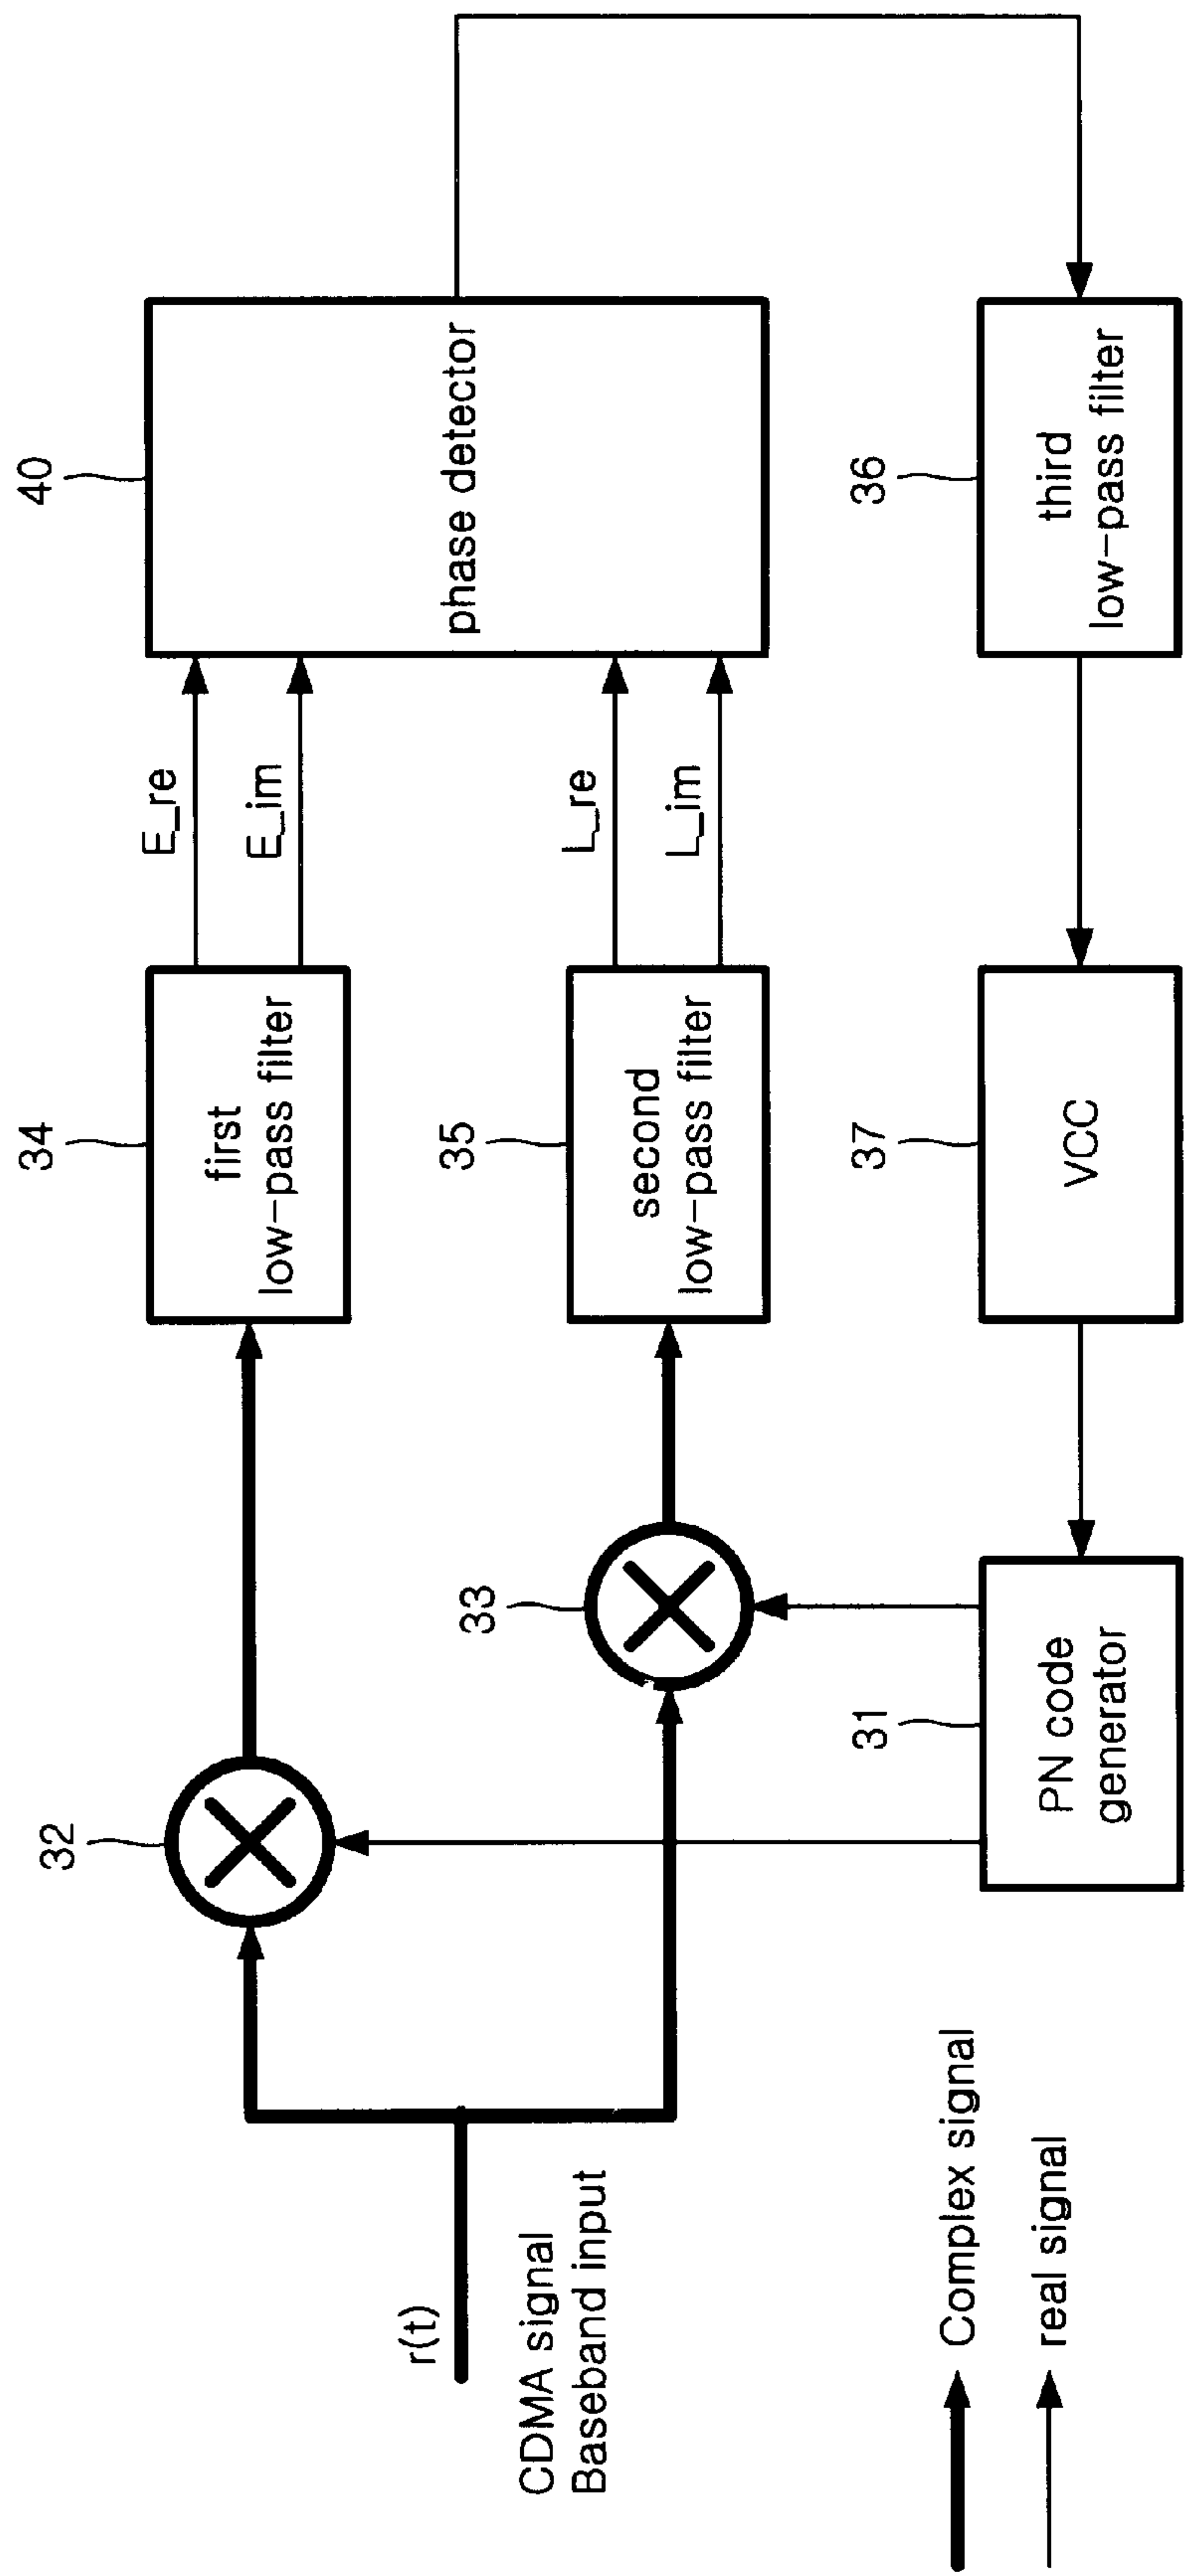 r(t)
CDMA signal
Baseband input
32
33
34
first
low-pass filter
35
second
low-pass filter
E_re
E_im
L_re
L_im
40
phase detector
31
PN code
generator
37
VCC
36
third
low-pass filter
Complex signal
real signal